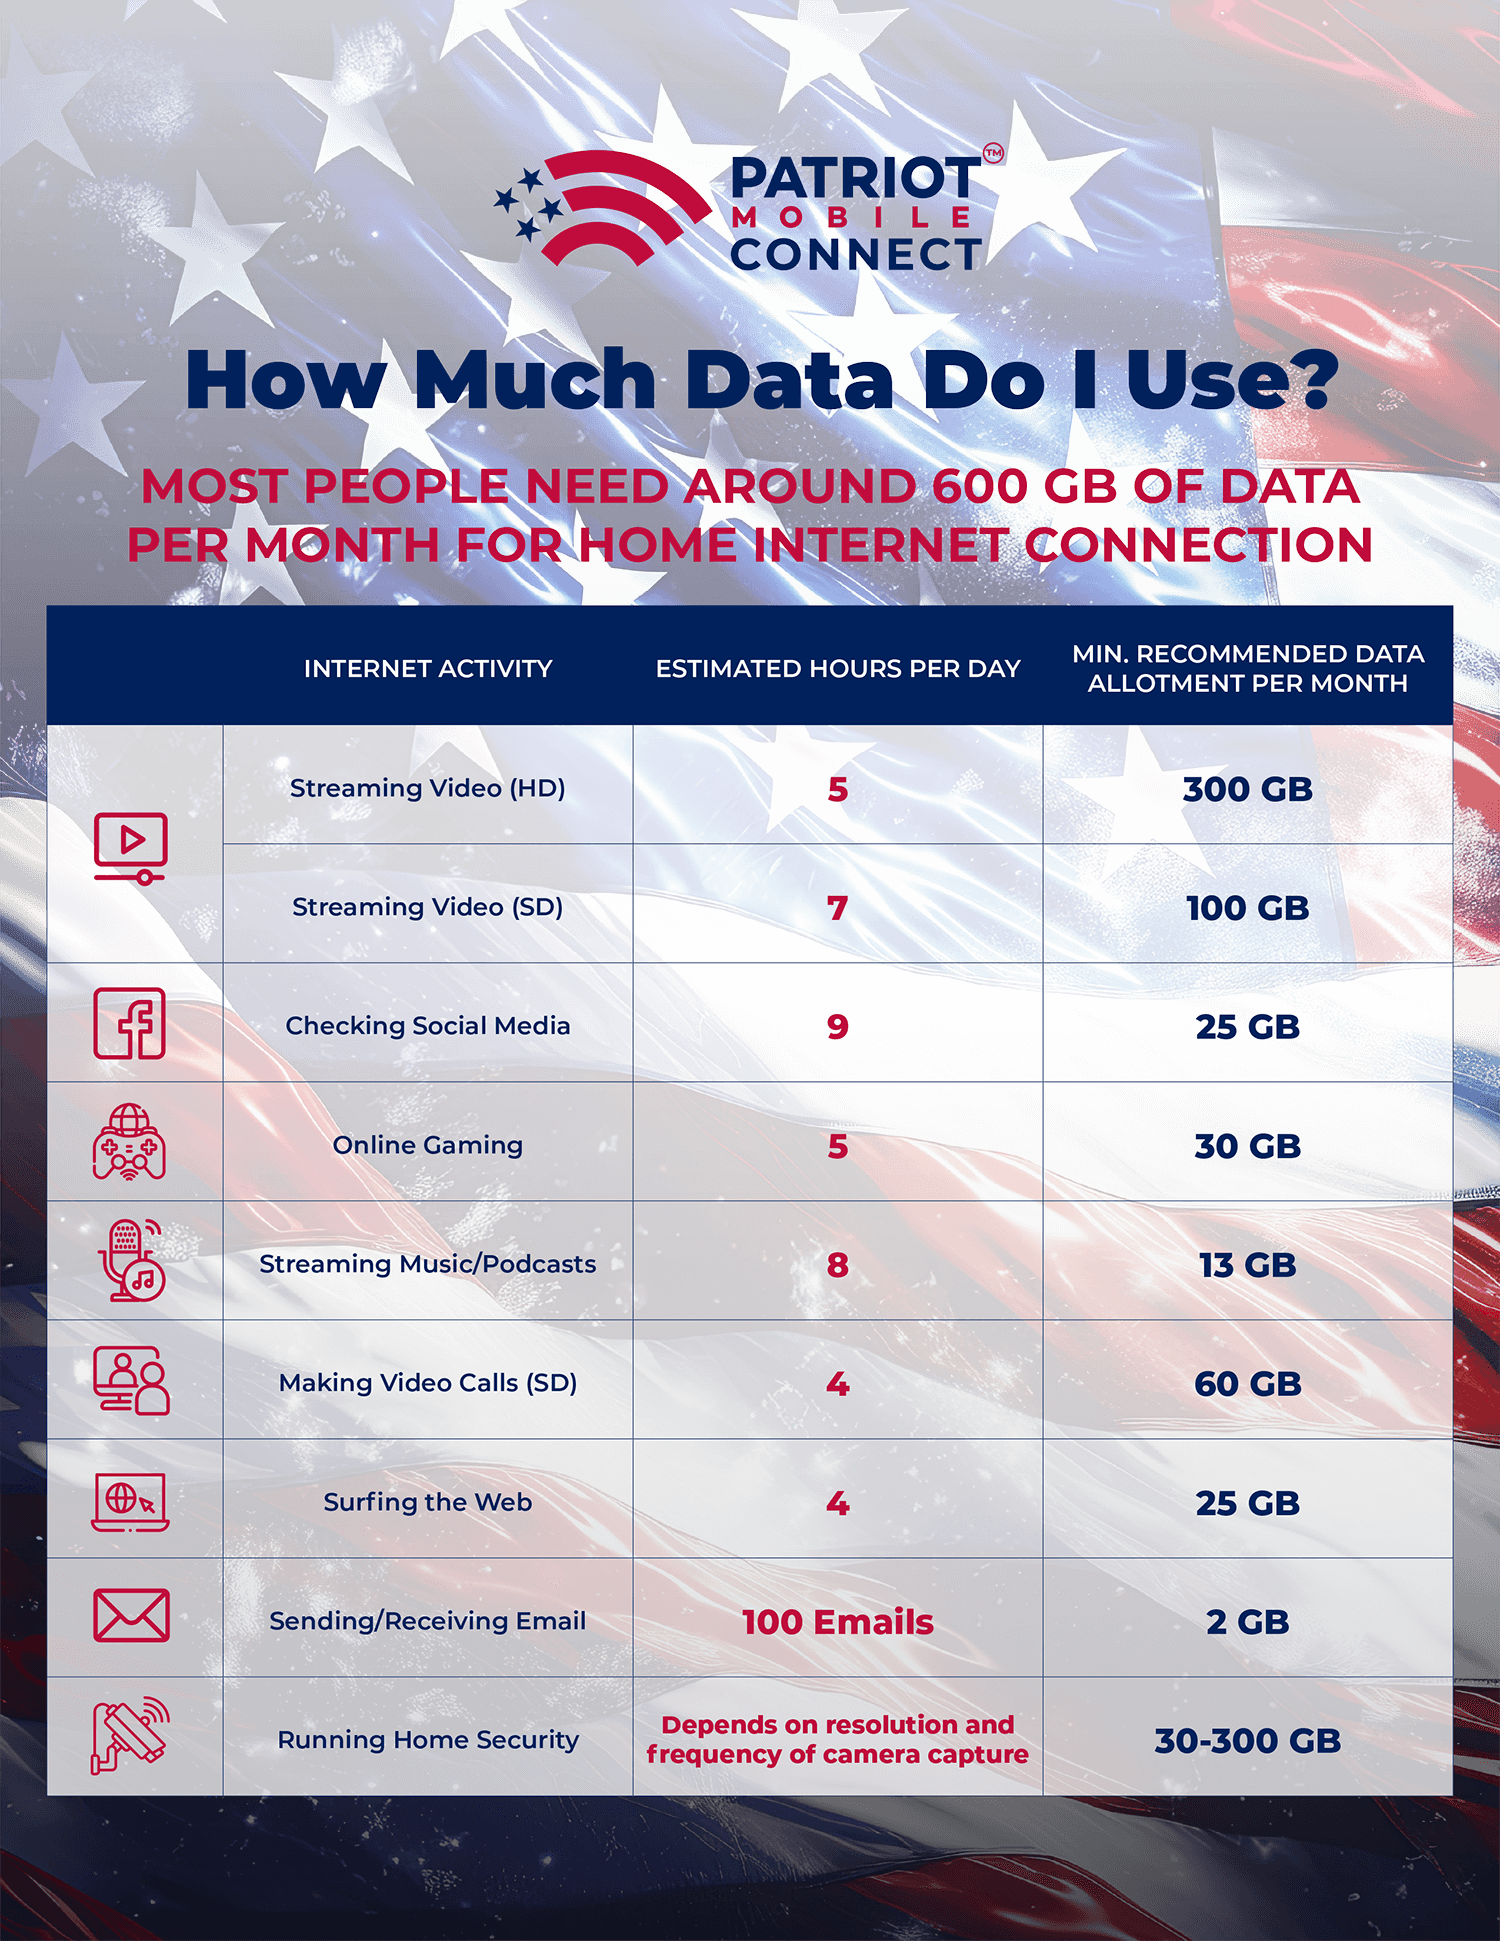 PATRIOT TM
MOBILE
CONNECT
How Much Data Do I Use?
MOST PEOPLE NEED AROUND 600 GB OF DATA
PER MONTH FOR HOME INTERNET CONNECTION
INTERNET ACTIVITY ESTIMATED HOURS PER DAY MIN. RECOMMENDED DATA
ALLOTMENT PER MONTH
Streaming Video (HD) 5 300 GB
Streaming Video (SD) 7 100 GB
Checking Social Media 9 25 GB
Online Gaming 5 30 GB
Streaming Music/Podcasts 8 13 GB
Making Video Calls (SD) 4 60 GB
Surfing the Web 4 25 GB
Sending/Receiving Email 100 Emails 2 GB
Running Home Security Depends on resolution and
frequency of camera capture 30-300 GB